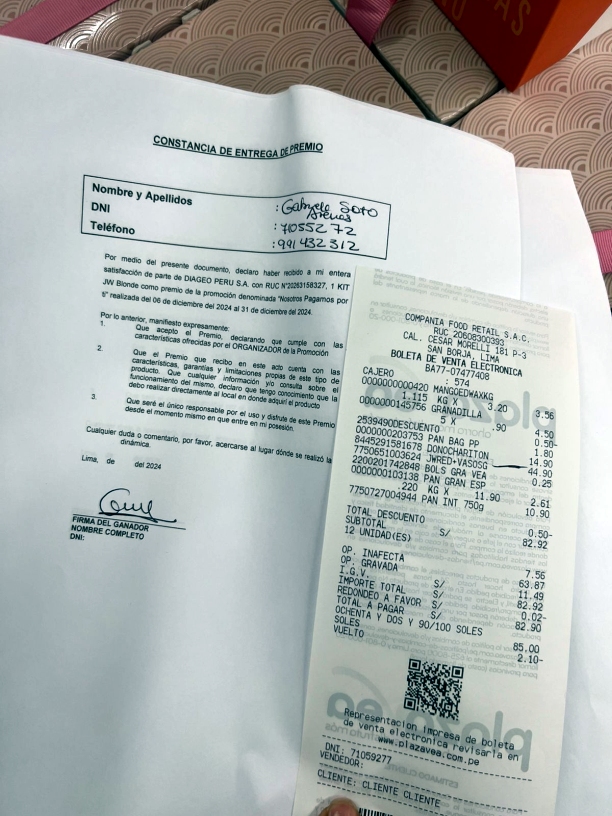 CONSTANCIA DE ENTREGA DE PREMIO
Nombre y Apellidos : Gabriela Soto Arenas
DNI : 71055272
Teléfono : 991 432 312
Por medio del presente documento, declaro haber recibido a mi entera
satisfacción de parte de DIAGEO PERU S.A. con RUC N°20263158327, 1 KIT
JW Blonde como premio de la promoción denominada "Nosotros Pagamos por
ti" realizada del 06 de diciembre del 2024 al 31 de diciembre del 2024.
Por lo anterior, manifiesto expresamente:
1. Que acepto el Premio, declarando que cumple con las
características ofrecidas por el ORGANIZADOR de la Promoción
2. Que el Premio que recibo en este acto cuenta con las
características, garantías y limitaciones propias de este tipo de
producto. Que cualquier información y/o consulta sobre el
funcionamiento del mismo, declaro que tengo conocimiento que la
debo realizar directamente al local en donde adquirí el producto
3. Que seré el único responsable por el uso y disfrute de este Premio
desde el momento mismo en que entre en mi posesión.
Cualquier duda o comentario, por favor, acercarse al lugar dónde se realizó la
dinámica.
Lima, de del 2024
FIRMA DEL GANADOR
NOMBRE COMPLETO
DNI:
COMPANIA FOOD RETAIL S.A.C.
RUC 20608300393
CAL. CESAR MORELLI 181 P-3
SAN BORJA, LIMA
BOLETA DE VENTA ELECTRONICA
BA77-07477408
CAJERO : 574
0000000000420 MANGOEDWAXKG
1.115 KG X 3.20 3.56
0000000145756 GRANADILLA
5 X .90 4.50
2539490DESCUENTO 0.50-
0000000203753 PAN BAG PP 1.80
8445291581678 DONOCHARITON 14.90
7750651003624 JWRED+VASOSG 44.90
2200201742848 BOLS GRA VEA 0.25
0000000103138 PAN GRAN ESP
.220 KG X 11.90 2.61
7750727004944 PAN INT 750g 10.90
TOTAL DESCUENTO 0.50-
SUBTOTAL S/ 82.92
12 UNIDAD(ES)
OP. INAFECTA 7.56
OP. GRAVADA 63.87
I.G.V. S/ 11.49
IMPORTE TOTAL S/ 82.92
REDONDEO A FAVOR S/ 0.02-
TOTAL A PAGAR S/ 82.90
OCHENTA Y DOS Y 90/100 SOLES
SOLES 85.00
VUELTO 2.10-
Representacion impresa de boleta
de venta electronica revisarla en
www.plazavea.com.pe
DNI: 71059277
VENDEDOR:
CLIENTE: CLIENTE CLIENTE